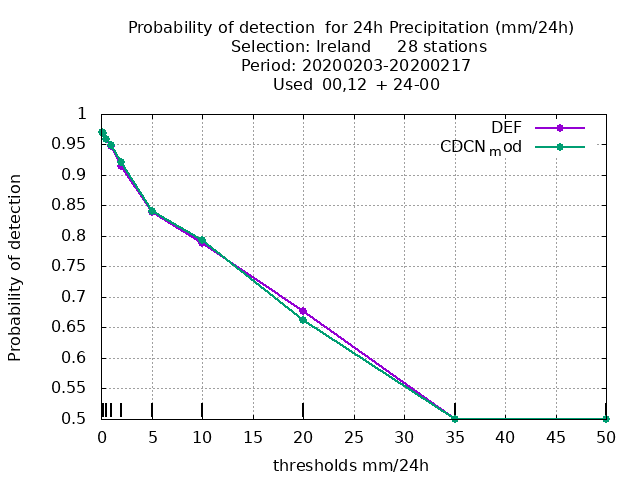 Probability of detection  for 24h Precipitation (mm/24h)
Selection: Ireland     28 stations
Period: 20200203-20200217
Used  00,12  + 24-00
DEF
CDCN_mod
Probability of detection
1
0.95
0.9
0.85
0.8
0.75
0.7
0.65
0.6
0.55
0.5
0 5 10 15 20 25 30 35 40 45 50
thresholds mm/24h